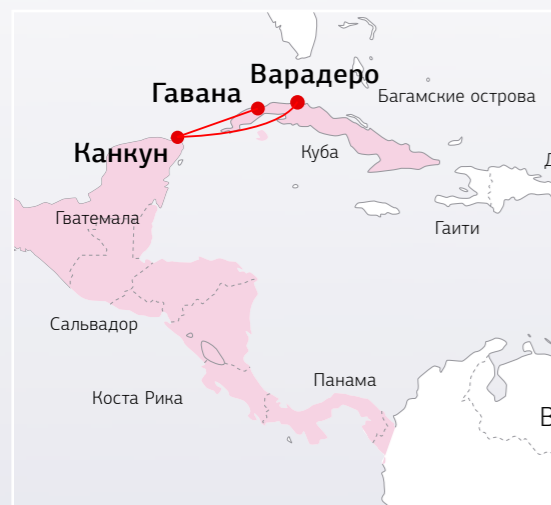 Варадеро
Гавана
Багамские острова
Канкун
Куба
Гватемала
Гаити
Сальвадор
Панама
Коста Рика